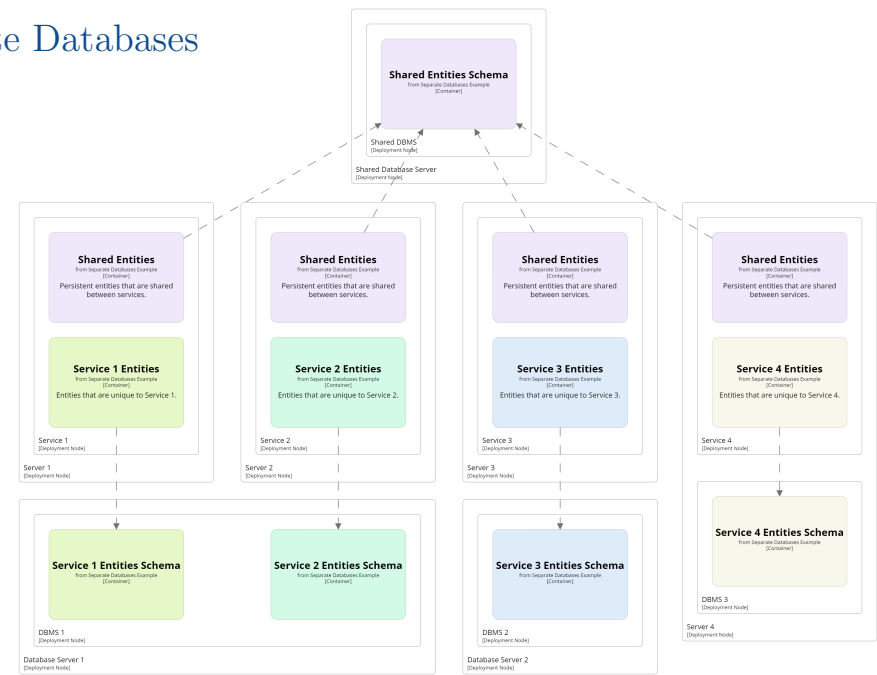 e Databases
Shared Entities Schema
from Separate Databases Example
[Container]
Shared DBMS
[Deployment Node]
Shared Database Server
[Deployment Node]
Shared Entities
from Separate Databases Example
[Container]
Persistent entities that are shared
between services.
Service 1 Entities
from Separate Databases Example
[Container]
Entities that are unique to Service 1.
Service 1
[Deployment Node]
Server 1
[Deployment Node]
Shared Entities
from Separate Databases Example
[Container]
Persistent entities that are shared
between services.
Service 2 Entities
from Separate Databases Example
[Container]
Entities that are unique to Service 2.
Service 2
[Deployment Node]
Server 2
[Deployment Node]
Shared Entities
from Separate Databases Example
[Container]
Persistent entities that are shared
between services.
Service 3 Entities
from Separate Databases Example
[Container]
Entities that are unique to Service 3.
Service 3
[Deployment Node]
Server 3
[Deployment Node]
Shared Entities
from Separate Databases Example
[Container]
Persistent entities that are shared
between services.
Service 4 Entities
from Separate Databases Example
[Container]
Entities that are unique to Service 4.
Service 4
[Deployment Node]
Service 4 Entities Schema
from Separate Databases Example
[Container]
DBMS 3
[Deployment Node]
Server 4
[Deployment Node]
Service 1 Entities Schema
from Separate Databases Example
[Container]
Service 2 Entities Schema
from Separate Databases Example
[Container]
DBMS 1
[Deployment Node]
Database Server 1
[Deployment Node]
Service 3 Entities Schema
from Separate Databases Example
[Container]
DBMS 2
[Deployment Node]
Database Server 2
[Deployment Node]